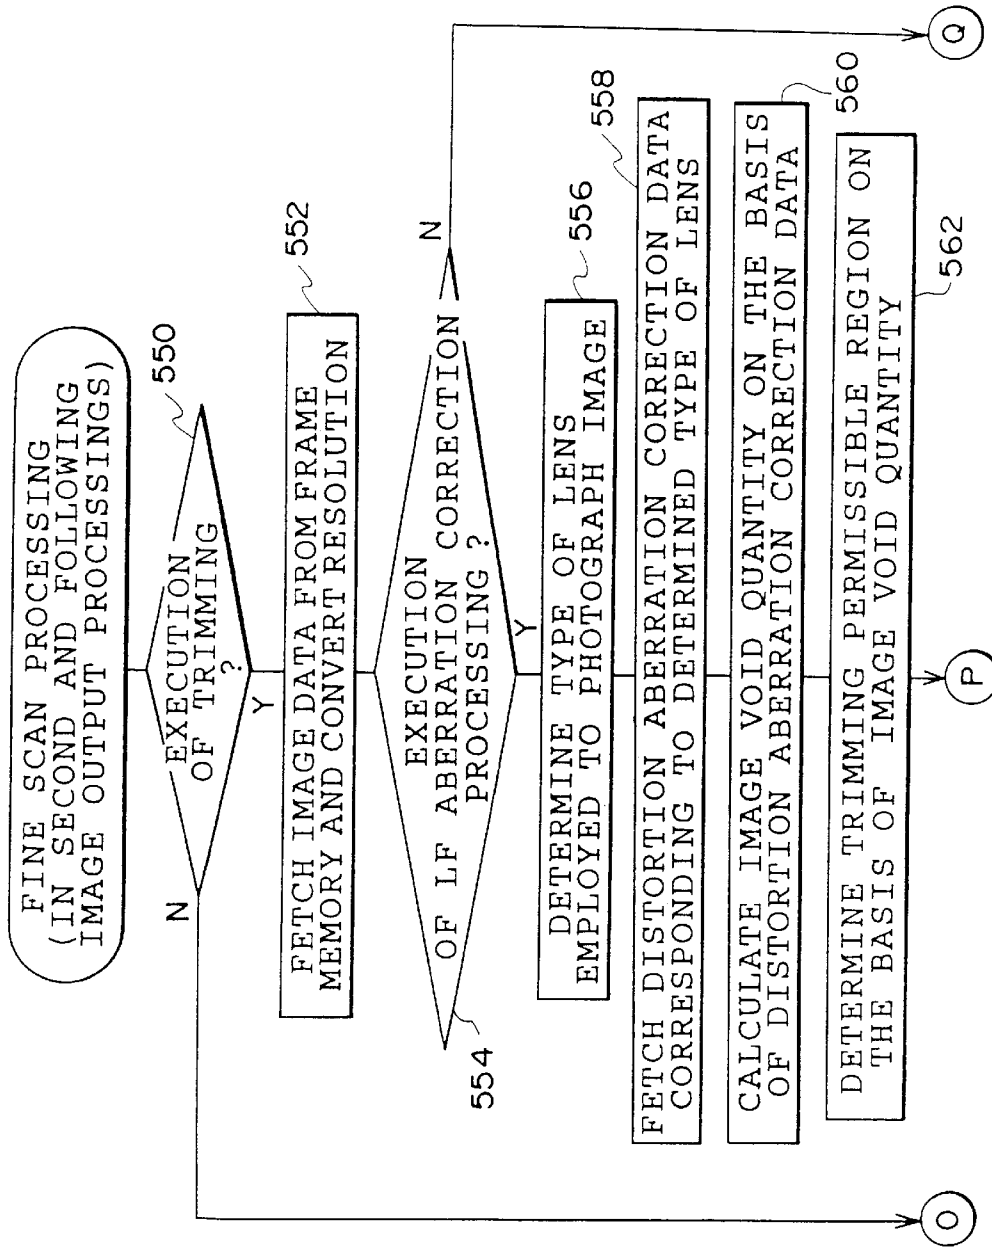 FINE SCAN PROCESSING
(IN SECOND AND FOLLOWING
IMAGE OUTPUT PROCESSINGS)
550
EXECUTION
OF TRIMMING
?
N
Y
552
FETCH IMAGE DATA FROM FRAME
MEMORY AND CONVERT RESOLUTION
554
EXECUTION
OF LF ABERRATION CORRECTION
PROCESSING ?
N
Y
556
DETERMINE TYPE OF LENS
EMPLOYED TO PHOTOGRAPH IMAGE
558
FETCH DISTORTION ABERRATION CORRECTION DATA
CORRESPONDING TO DETERMINED TYPE OF LENS
560
CALCULATE IMAGE VOID QUANTITY ON THE BASIS
OF DISTORTION ABERRATION CORRECTION DATA
562
DETERMINE TRIMMING PERMISSIBLE REGION ON
THE BASIS OF IMAGE VOID QUANTITY
O
P
Q